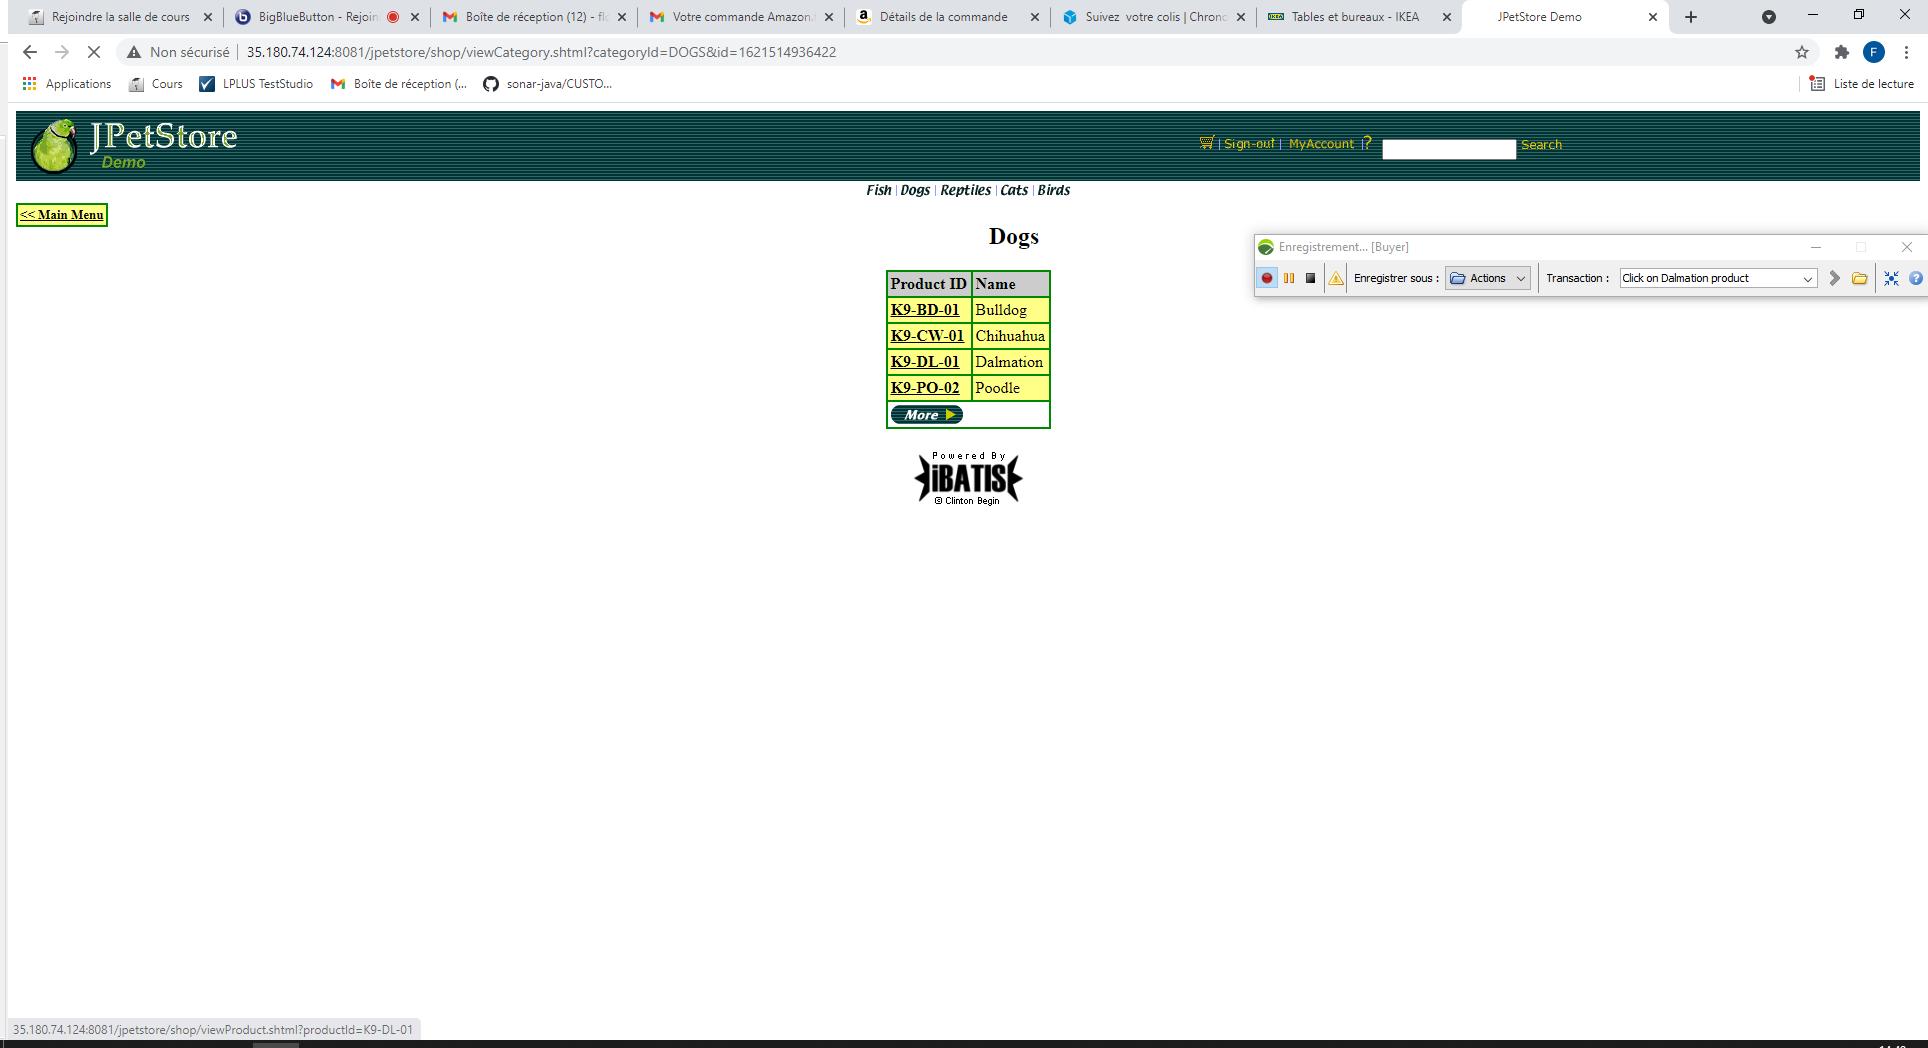 Rejoindre la salle de cours
BigBlueButton - Rejoin
Boîte de réception (12) - flo
Votre commande Amazon.
Détails de la commande
Suivez votre colis | Chrono
Tables et bureaux - IKEA
JPetStore Demo
Non sécurisé
35.180.74.124:8081/jpetstore/shop/viewCategory.shtml?categoryId=DOGS&id=1621514936422
F
Applications
Cours
LPLUS TestStudio
Boîte de réception (...
sonar-java/CUSTO...
Liste de lecture
JPetStore
Demo
| Sign-out | MyAccount | ?
Search
Fish | Dogs | Reptiles | Cats | Birds
<< Main Menu
Dogs
Enregistrement... [Buyer]
Enregistrer sous : Actions Transaction : Click on Dalmation product
Product ID Name
K9-BD-01 Bulldog
K9-CW-01 Chihuahua
K9-DL-01 Dalmation
K9-PO-02 Poodle
More
Powered By
iBATIS
© Clinton Begin
35.180.74.124:8081/jpetstore/shop/viewProduct.shtml?productId=K9-DL-01